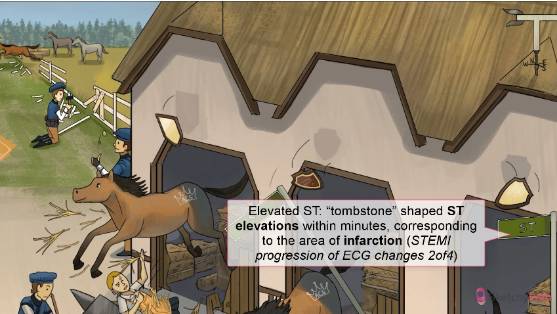 Elevated ST: “tombstone” shaped ST
elevations within minutes, corresponding
to the area of infarction (STEMI
progression of ECG changes 2of4)
ST